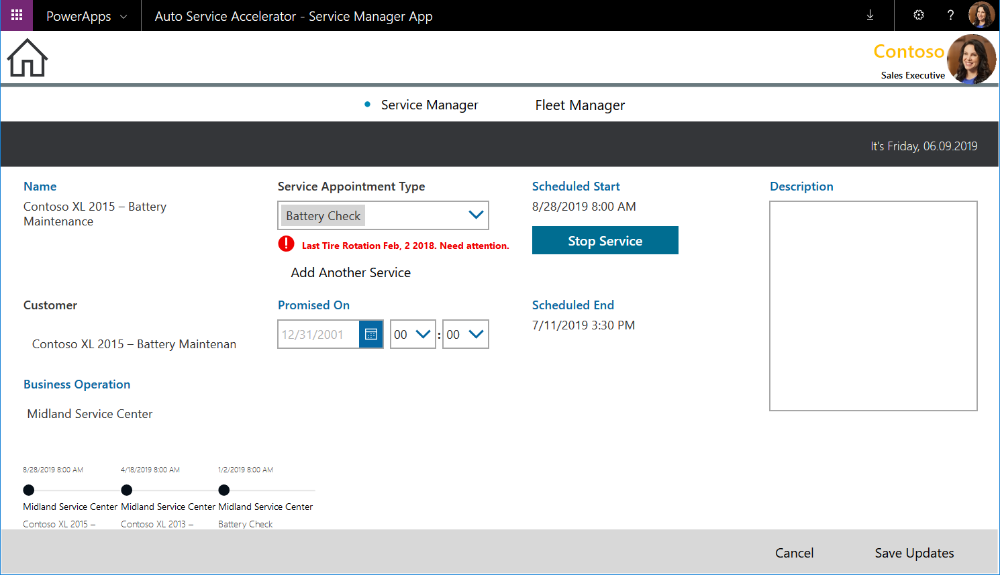 PowerApps
Auto Service Accelerator - Service Manager App
?
Contoso
Sales Executive
Service Manager
Fleet Manager
It's Friday, 06.09.2019
Name
Contoso XL 2015 – Battery
Maintenance
Service Appointment Type
Battery Check
! Last Tire Rotation Feb, 2 2018. Need attention.
Add Another Service
Scheduled Start
8/28/2019 8:00 AM
Stop Service
Description
Customer
Contoso XL 2015 – Battery Maintenan
Promised On
12/31/2001 00 : 00
Scheduled End
7/11/2019 3:30 PM
Business Operation
Midland Service Center
8/28/2019 8:00 AM
Midland Service Center
Contoso XL 2015 –
4/18/2019 8:00 AM
Midland Service Center
Contoso XL 2013 –
1/2/2019 8:00 AM
Midland Service Center
Battery Check
Cancel
Save Updates